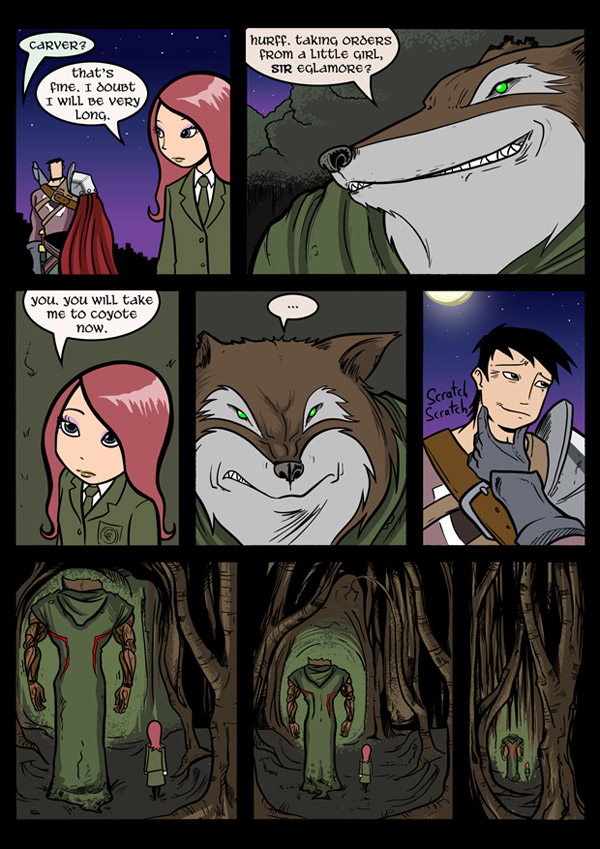 Carver?
That's
fine. I doubt
I will be very
long.
Hurff. Taking orders
from a little girl,
SIR Eglamore?
You. You will take
me to Coyote
now.
...
Scratch
Scratch